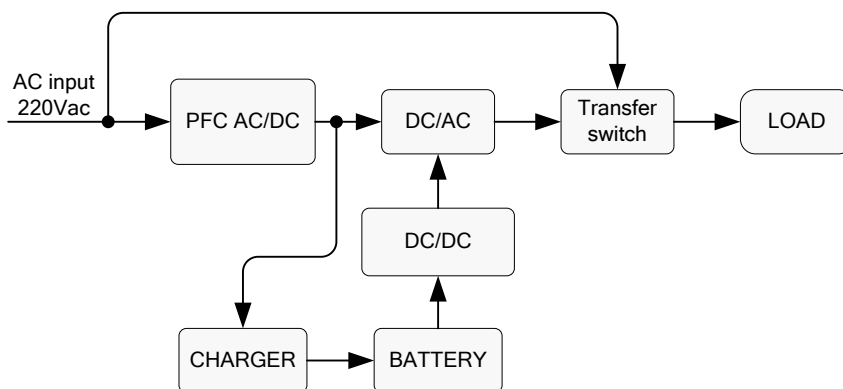 AC input
220Vac
PFC AC/DC
DC/AC
Transfer
switch
LOAD
DC/DC
CHARGER
BATTERY